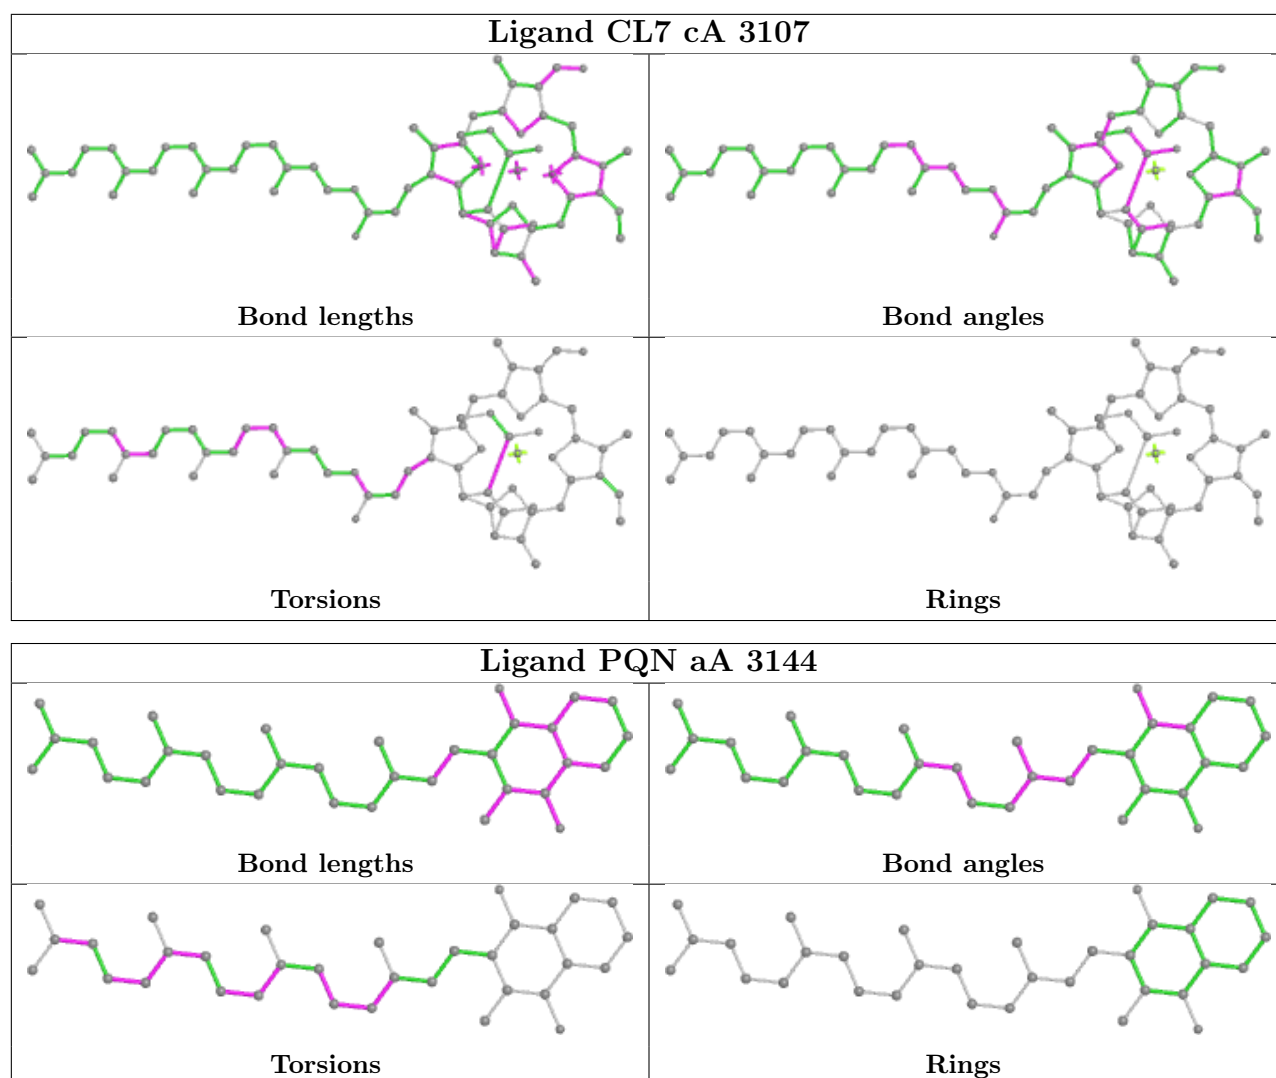 Ligand CL7 cA 3107
Bond lengths
Bond angles
Torsions
Rings
Ligand PQN aA 3144
Bond lengths
Bond angles
Torsions
Rings